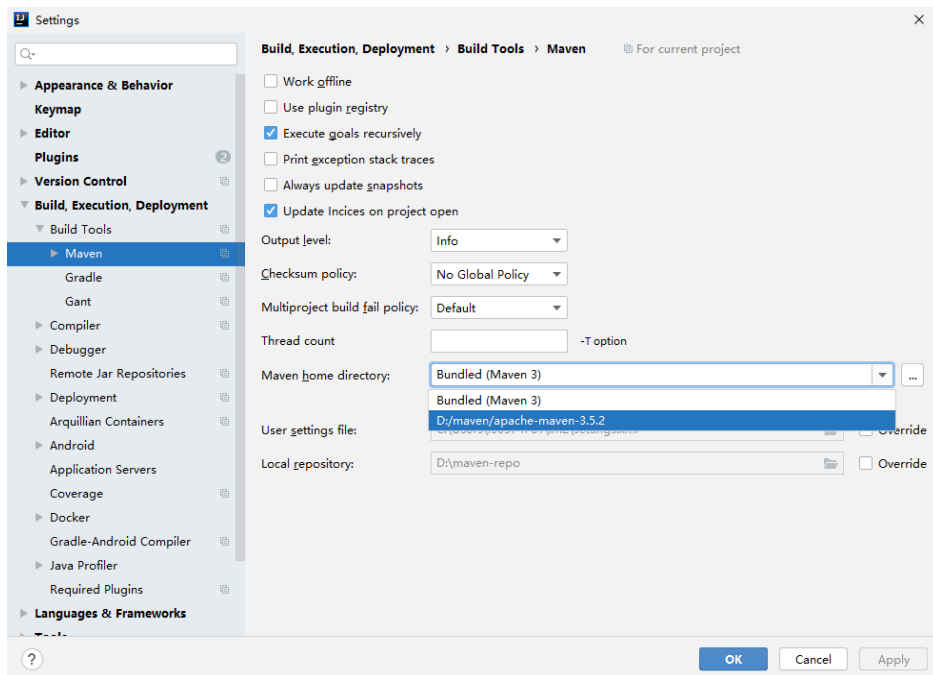 Settings
Build, Execution, Deployment › Build Tools › Maven For current project
Appearance & Behavior
Keymap
Editor
Plugins 2
Version Control
Build, Execution, Deployment
Build Tools
Maven
Gradle
Gant
Compiler
Debugger
Remote Jar Repositories
Deployment
Arquillian Containers
Android
Application Servers
Coverage
Docker
Gradle-Android Compiler
Java Profiler
Required Plugins
Languages & Frameworks
Tools
Work offline
Use plugin registry
Execute goals recursively
Print exception stack traces
Always update snapshots
Update Incices on project open
Output level: Info
Checksum policy: No Global Policy
Multiproject build fail policy: Default
Thread count -T option
Maven home directory: Bundled (Maven 3) ...
Bundled (Maven 3)
D:/maven/apache-maven-3.5.2
User settings file: Override
Local repository: D:\maven-repo Override
? OK Cancel Apply